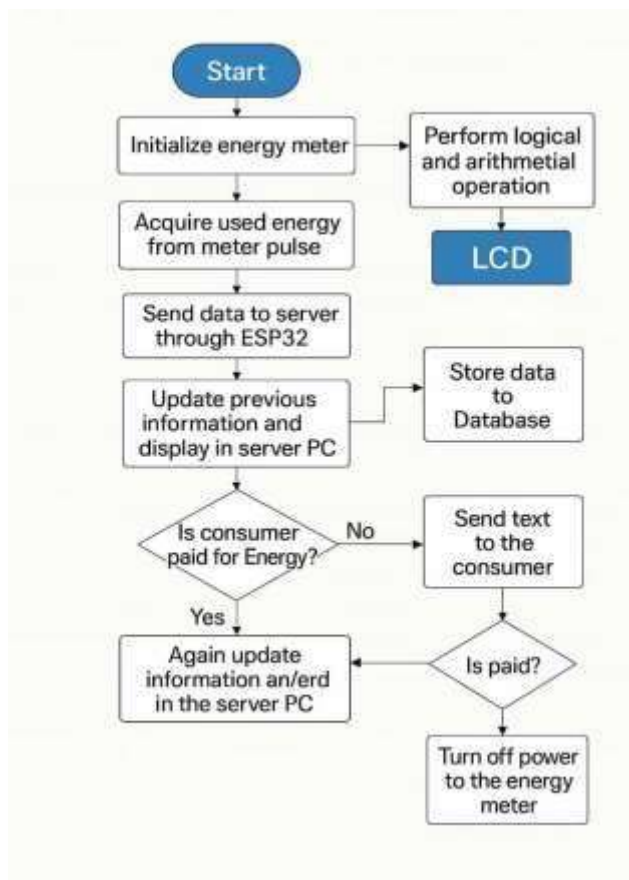 Start
Initialize energy meter
Perform logical
and arithmetial
operation
LCD
Acquire used energy
from meter pulse
Send data to server
through ESP32
Update previous
information and
display in server PC
Store data
to
Database
Is consumer
paid for Energy?
No
Send text
to the
consumer
Yes
Again update
information an/erd
in the server PC
Is paid?
Turn off power
to the energy
meter